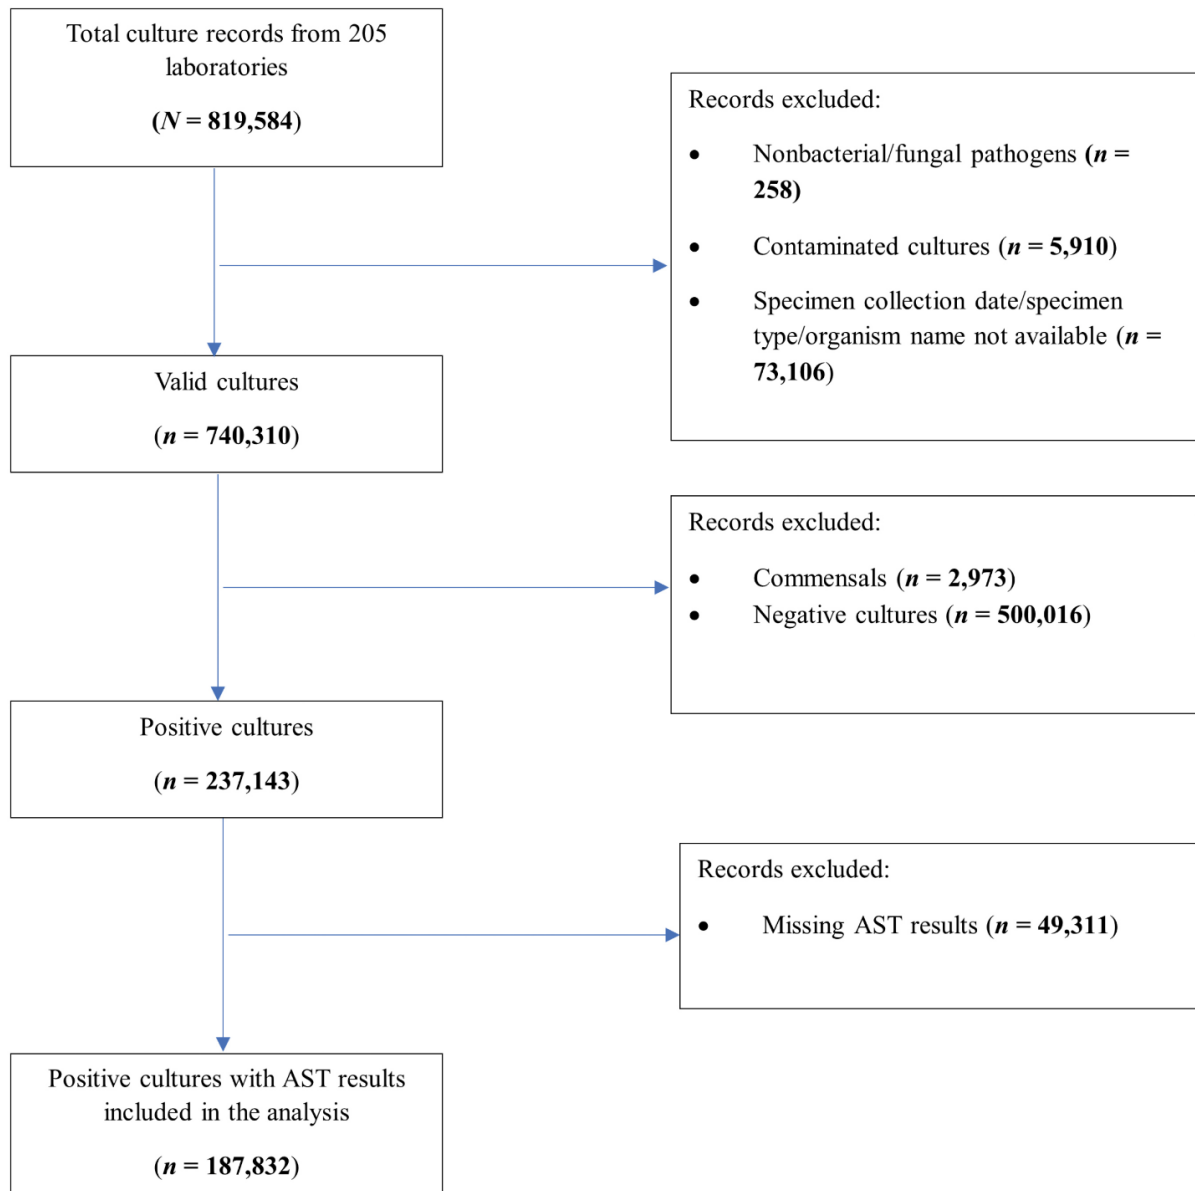 Total culture records from 205
laboratories
(N = 819,584)
Records excluded:
• Nonbacterial/fungal pathogens (n =
258)
• Contaminated cultures (n = 5,910)
• Specimen collection date/specimen
type/organism name not available (n =
73,106)
Valid cultures
(n = 740,310)
Records excluded:
• Commensals (n = 2,973)
• Negative cultures (n = 500,016)
Positive cultures
(n = 237,143)
Records excluded:
• Missing AST results (n = 49,311)
Positive cultures with AST results
included in the analysis
(n = 187,832)